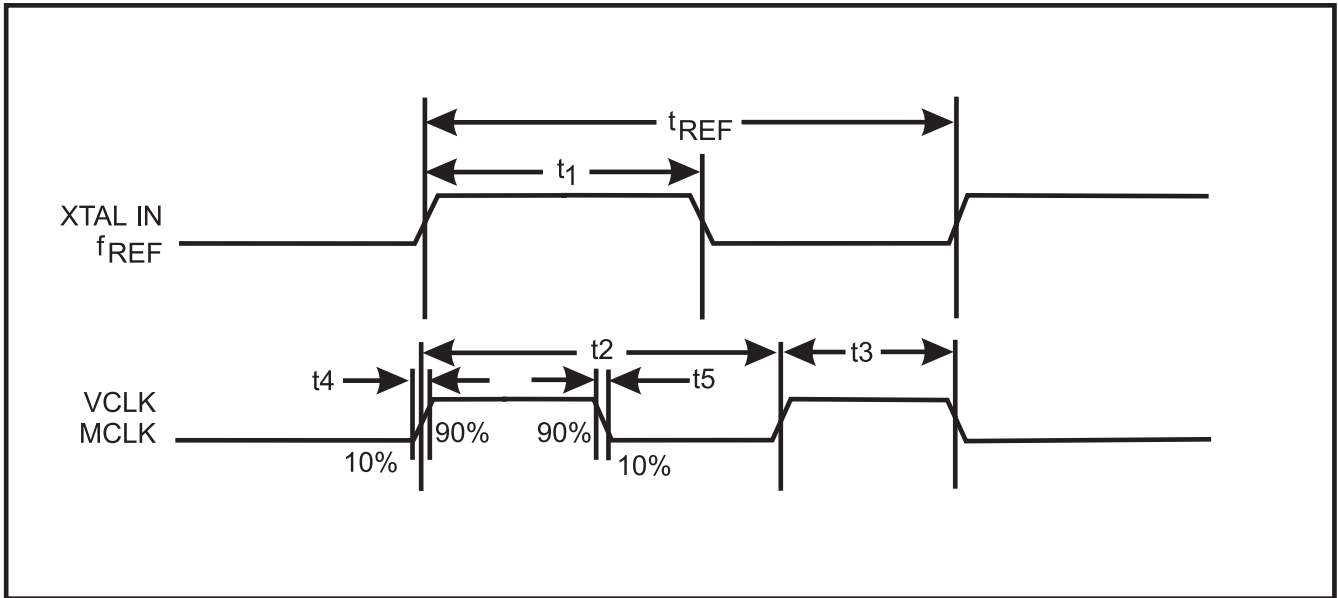 tREF
t1
XTAL IN
fREF
t2
t3
t4
t5
VCLK
MCLK
90%
90%
10%
10%